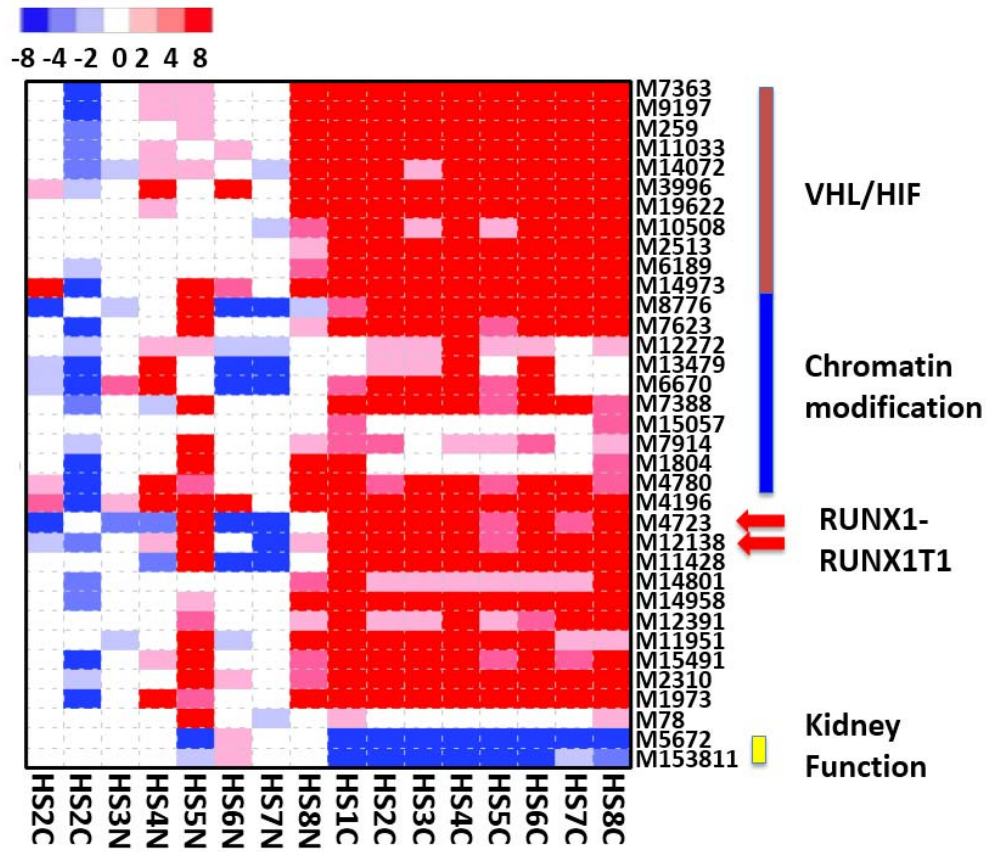 -8 -4 -2 0 2 4 8
M7363
M9197
M259
M11033
M14072
M3996
M19622
M10508
M2513
M6189
M14973
M8776
M7623
M12272
M13479
M6670
M7388
M15057
M7914
M1804
M4780
M4196
M4723
M12138
M11428
M14801
M14958
M12391
M11951
M15491
M2310
M1973
M78
M5672
M153811
VHL/HIF
Chromatin
modification
RUNX1-
RUNX1T1
Kidney
Function
HS2C
HS2C
HS3N
HS4N
HS5N
HS6N
HS7N
HS8N
HS1C
HS2C
HS3C
HS4C
HS5C
HS6C
HS7C
HS8C